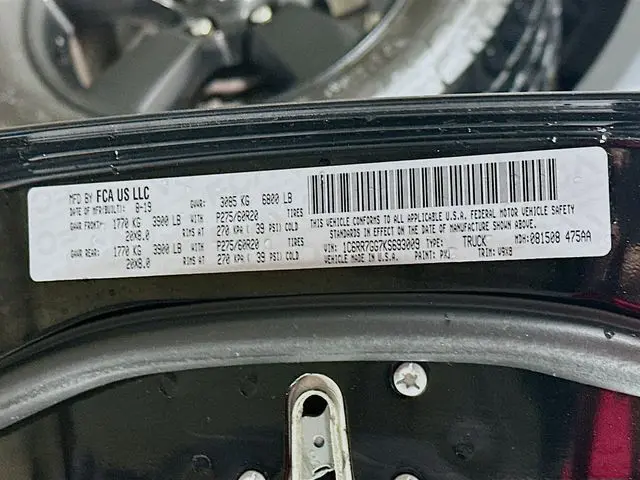 MFD BY FCA US LLC GVWR: 3085 KG 6800 LB
DATE OF MFR(BUILT): 8-19
GAWR FRONT: 1770 KG 3900 LB WITH P275/60R20 TIRES
20X8.0 RIMS AT 270 KPA ( 39 PSI) COLD
GAWR REAR: 1770 KG 3900 LB WITH P275/60R20 TIRES
20X8.0 RIMS AT 270 KPA ( 39 PSI) COLD
THIS VEHICLE CONFORMS TO ALL APPLICABLE U.S.A. FEDERAL MOTOR VEHICLE SAFETY
STANDARDS IN EFFECT ON THE DATE OF MANUFACTURE SHOWN ABOVE.
VIN: TYPE: TRUCK MDH: 081508 475AA
VEHICLE MADE IN U.S.A. PAINT: TRIM: V9X8